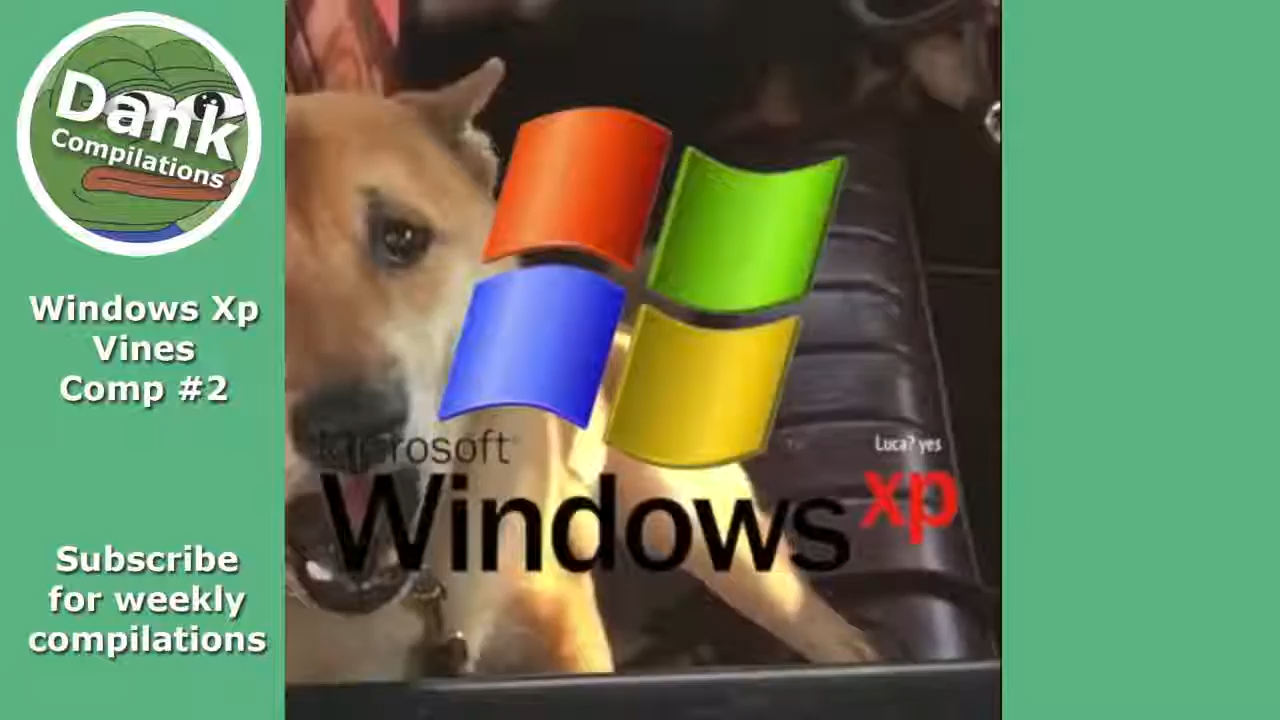 Dank
Compilations
Windows Xp
Vines
Comp #2
Subscribe
for weekly
compilations
Microsoft
Luca? yes
Windows xp